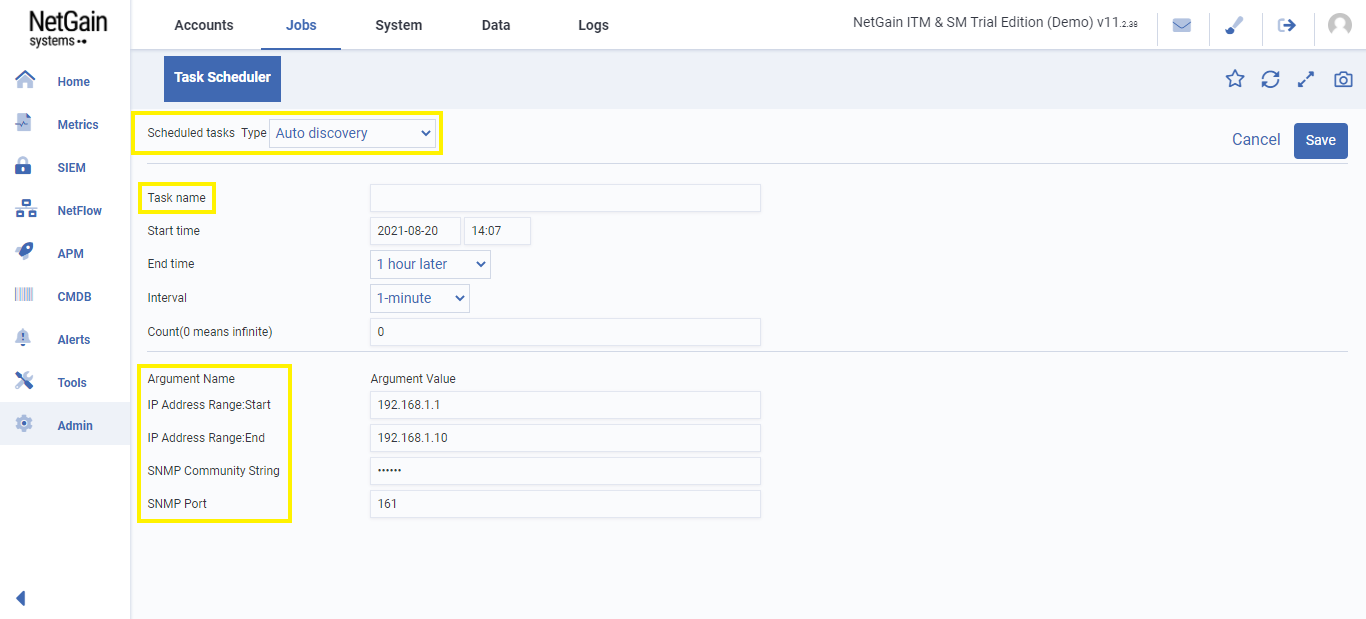 NetGain
systems
Accounts Jobs System Data Logs
NetGain ITM & SM Trial Edition (Demo) v11.2.38
Home
Metrics
SIEM
NetFlow
APM
CMDB
Alerts
Tools
Admin
Task Scheduler
Scheduled tasks Type Auto discovery
Cancel Save
Task name
Start time 2021-08-20 14:07
End time 1 hour later
Interval 1-minute
Count(0 means infinite) 0
Argument Name Argument Value
IP Address Range:Start 192.168.1.1
IP Address Range:End 192.168.1.10
SNMP Community String ••••••
SNMP Port 161